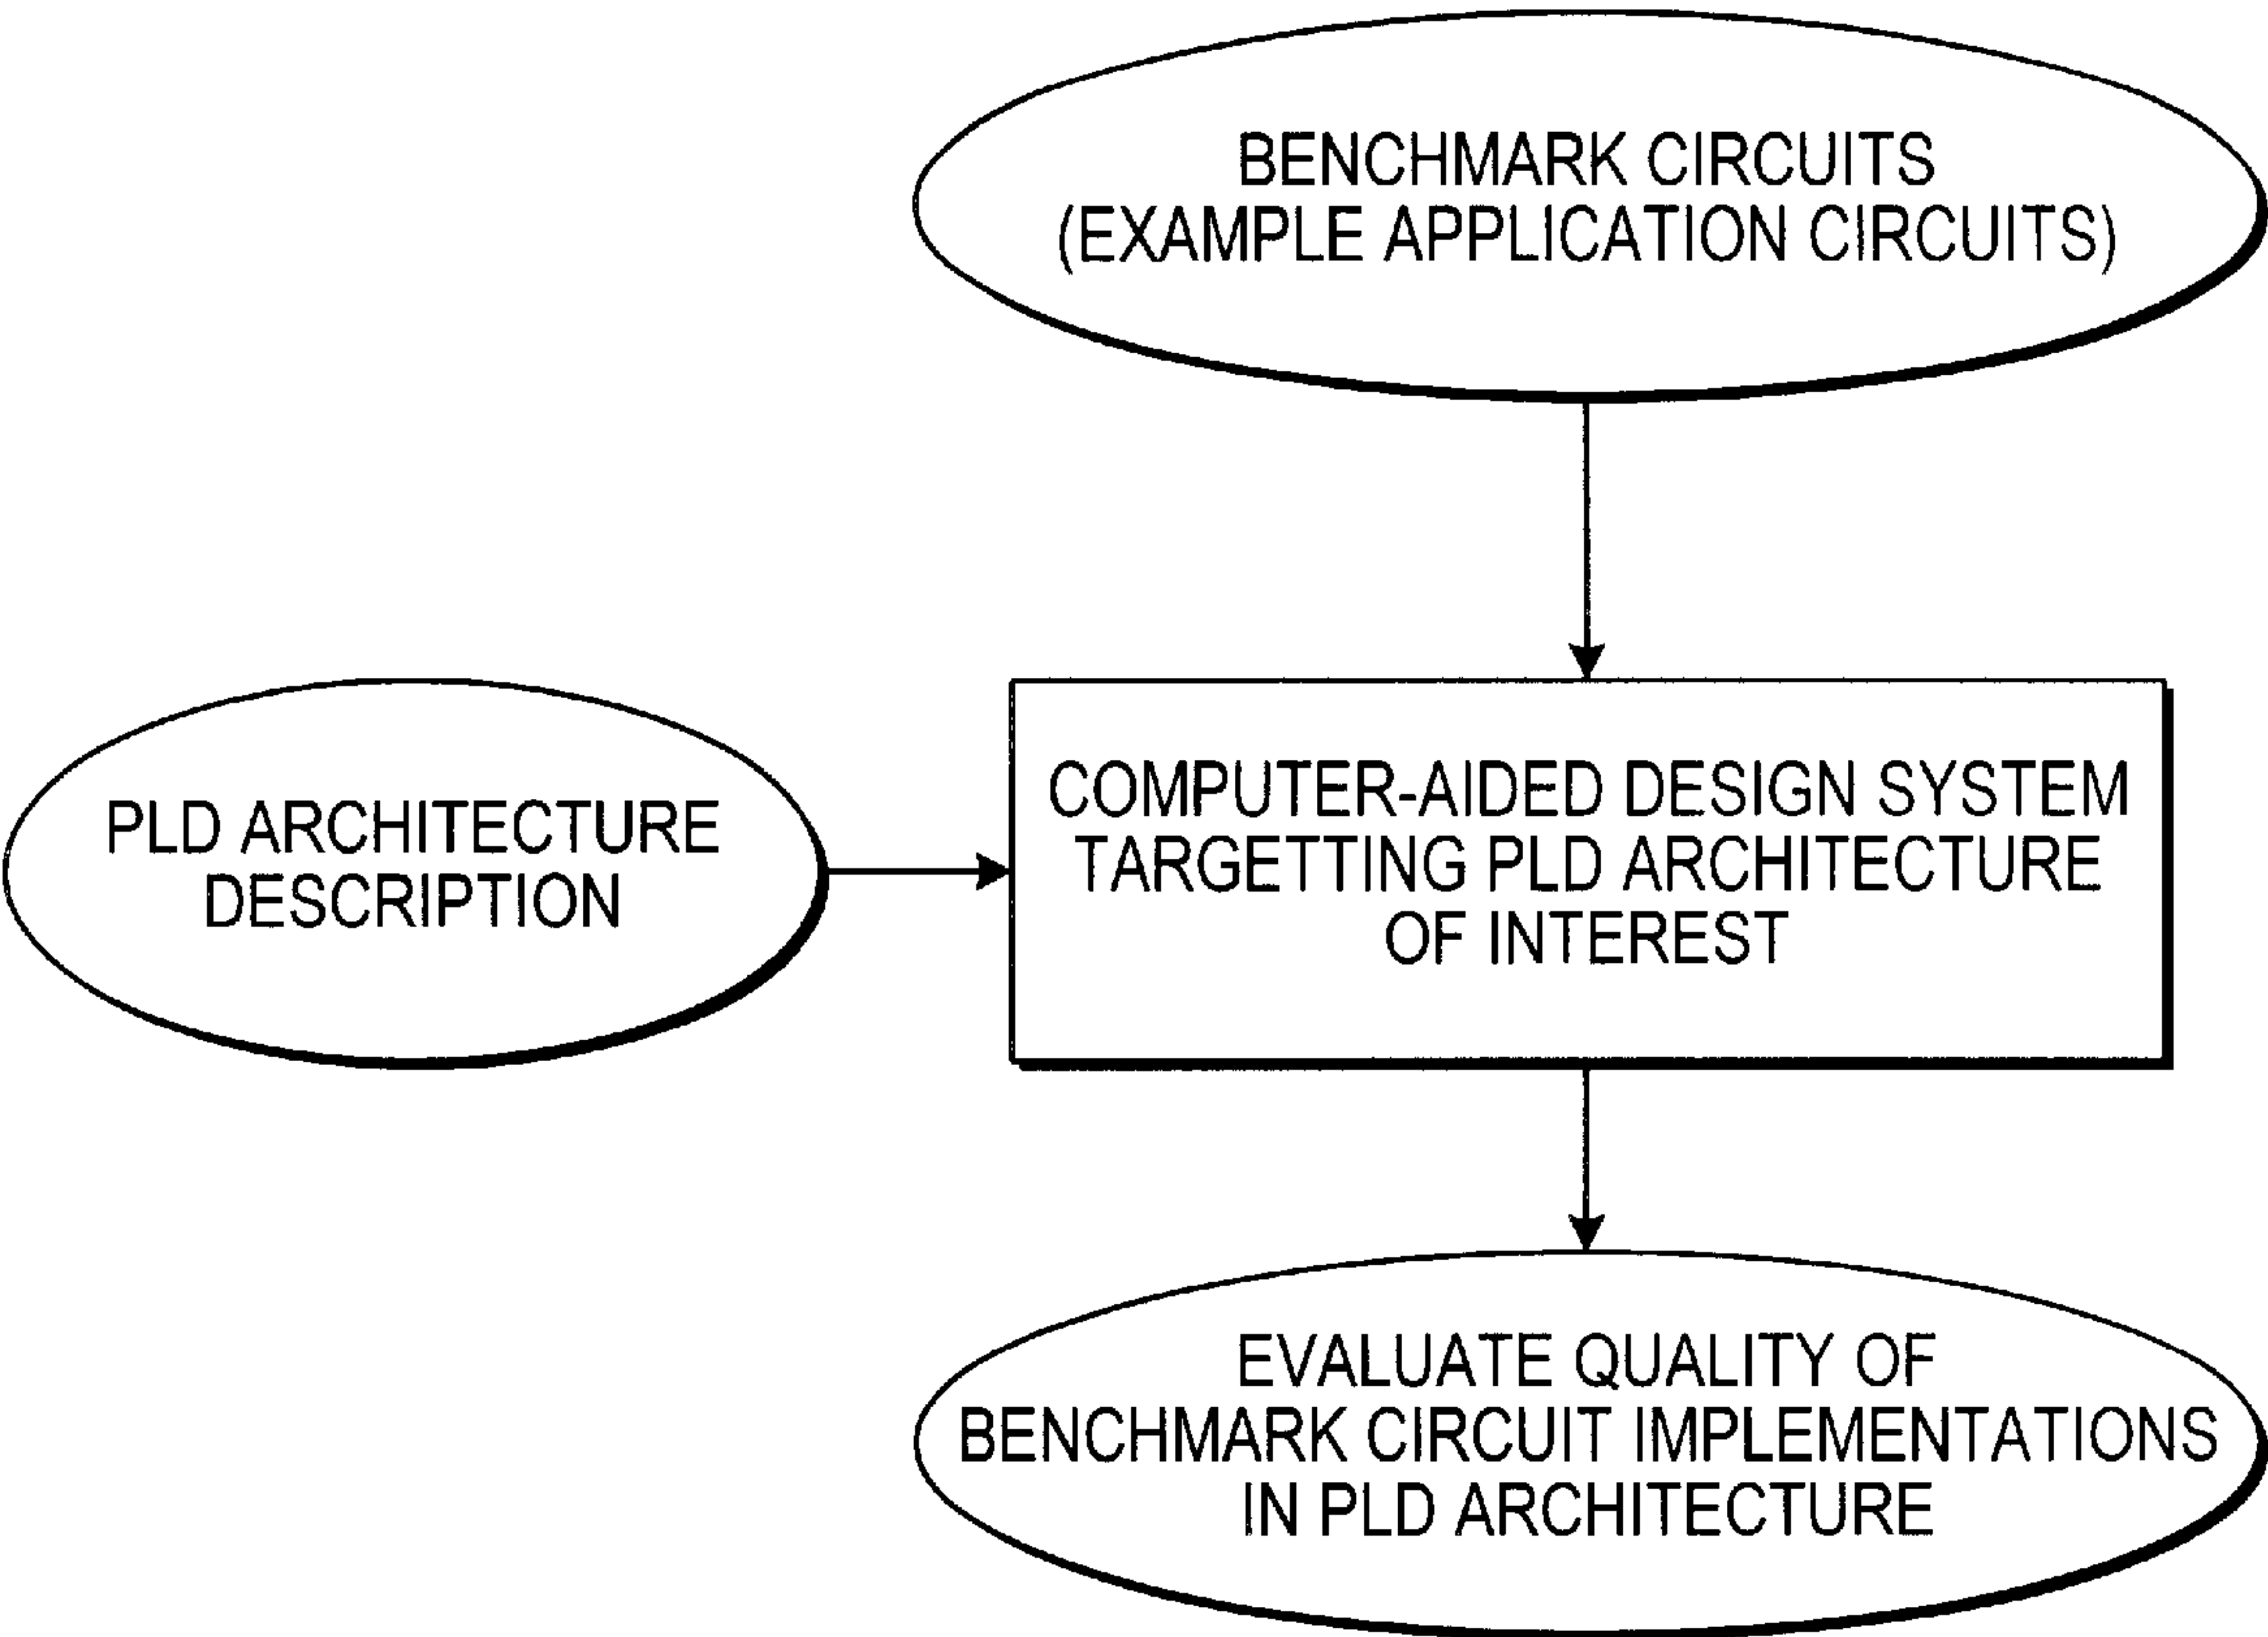 BENCHMARK CIRCUITS
(EXAMPLE APPLICATION CIRCUITS)
PLD ARCHITECTURE
DESCRIPTION
COMPUTER-AIDED DESIGN SYSTEM
TARGETTING PLD ARCHITECTURE
OF INTEREST
EVALUATE QUALITY OF
BENCHMARK CIRCUIT IMPLEMENTATIONS
IN PLD ARCHITECTURE